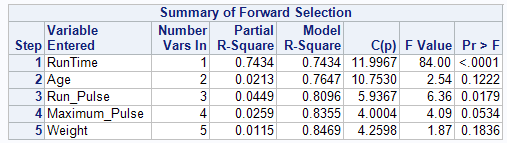 Summary of Forward Selection
Step Variable Entered Number Vars In Partial R-Square Model R-Square C(p) F Value Pr > F
1 RunTime 1 0.7434 0.7434 11.9967 84.00 <.0001
2 Age 2 0.0213 0.7647 10.7530 2.54 0.1222
3 Run_Pulse 3 0.0449 0.8096 5.9367 6.36 0.0179
4 Maximum_Pulse 4 0.0259 0.8355 4.0004 4.09 0.0534
5 Weight 5 0.0115 0.8469 4.2598 1.87 0.1836